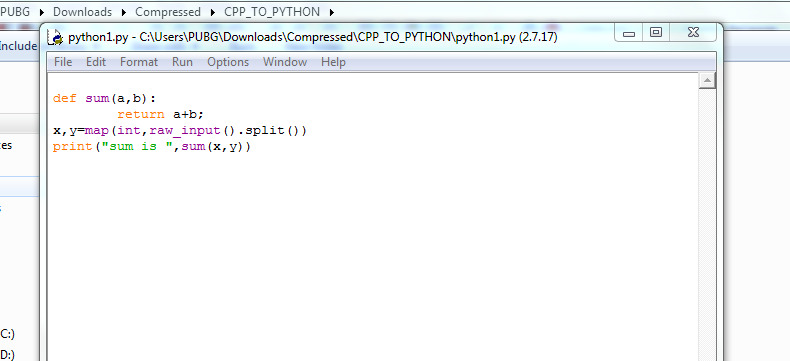 PUBG Downloads Compressed CPP_TO_PYTHON
Include
python1.py - C:\Users\PUBG\Downloads\Compressed\CPP_TO_PYTHON\python1.py (2.7.17)
File Edit Format Run Options Window Help
def sum(a,b):
        return a+b;
x,y=map(int,raw_input().split())
print("sum is ",sum(x,y))
ces
C:)
D:)